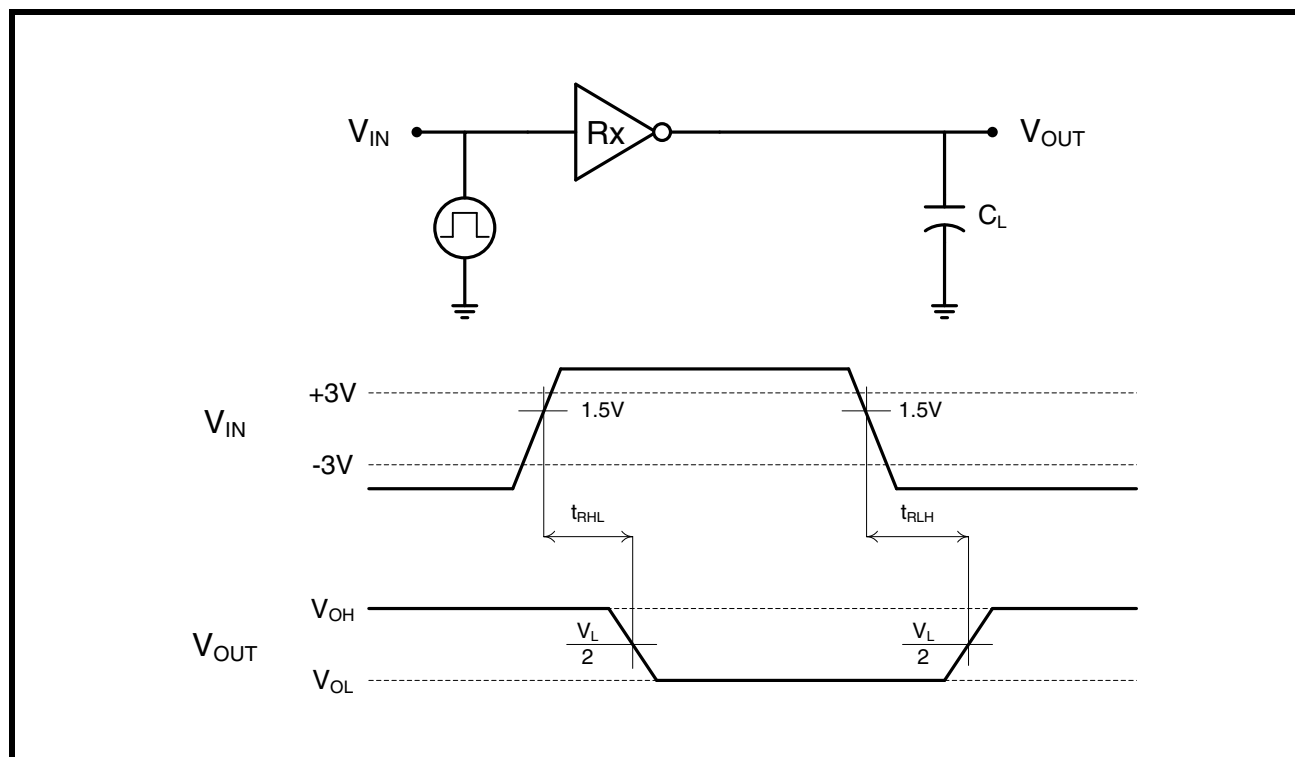 V_IN
Rx
V_OUT
C_L
+3V
1.5V
1.5V
V_IN
-3V
t_RHL
t_RLH
V_OH
V_L
2
V_L
2
V_OUT
V_OL